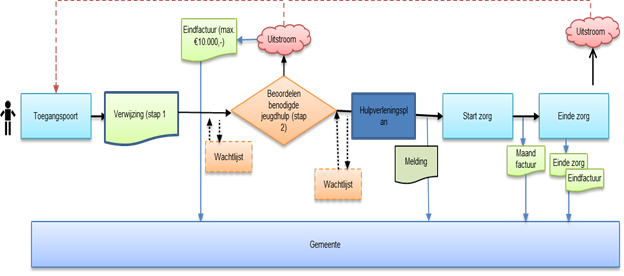 Eindfactuur (max.
€10.000,-)
Uitstroom
Uitstroom
Toegangspoort
Verwijzing (stap 1
Beoordelen
benodigde
jeugdhulp (stap
2)
Hulpverleningspl
an
Start zorg
Einde zorg
Wachtlijst
Wachtlijst
Melding
Maand
factuur
Einde zorg
Eindfactuur
Gemeente